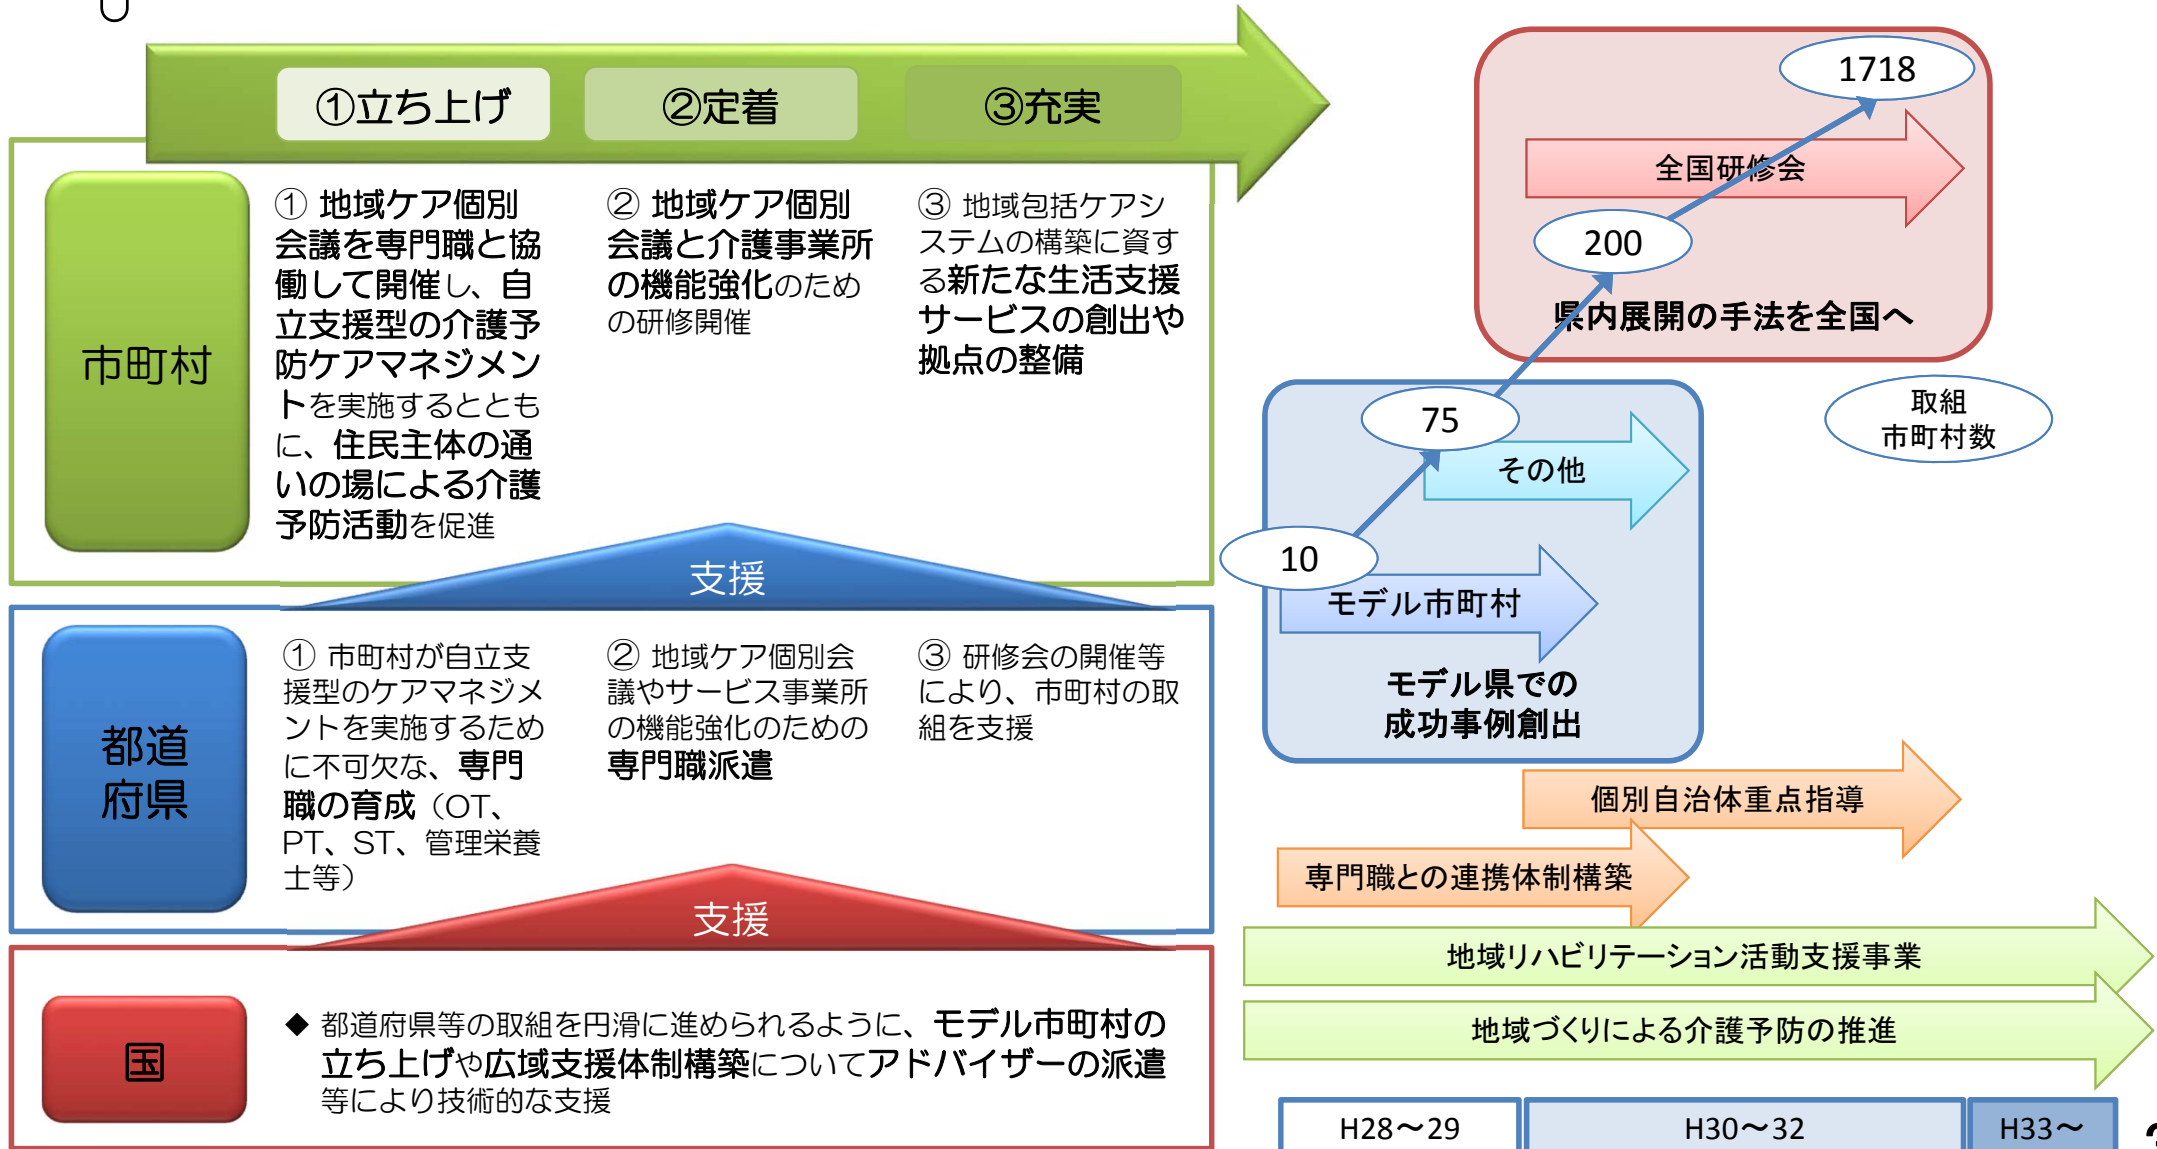 ①立ち上げ
②定着
③充実
市町村
① 地域ケア個別
会議を専門職と協
働して開催し、自
立支援型の介護予
防ケアマネジメン
トを実施するととも
に、住民主体の通
いの場による介護
予防活動を促進
② 地域ケア個別
会議と介護事業所
の機能強化のため
の研修開催
③ 地域包括ケアシ
ステムの構築に資す
る新たな生活支援
サービスの創出や
拠点の整備
支援
都道
府県
① 市町村が自立支
援型のケアマネジメ
ントを実施するため
に不可欠な、専門
職の育成（OT、
PT、ST、管理栄養
士等）
② 地域ケア個別会
議やサービス事業所
の機能強化のための
専門職派遣
③ 研修会の開催等
により、市町村の取
組を支援
支援
国
◆ 都道府県等の取組を円滑に進められるように、モデル市町村の
立ち上げや広域支援体制構築についてアドバイザーの派遣
等により技術的な支援
1718
全国研修会
200
県内展開の手法を全国へ
取組
市町村数
75
その他
10
モデル市町村
モデル県での
成功事例創出
個別自治体重点指導
専門職との連携体制構築
地域リハビリテーション活動支援事業
地域づくりによる介護予防の推進
H28～29
H30～32
H33～